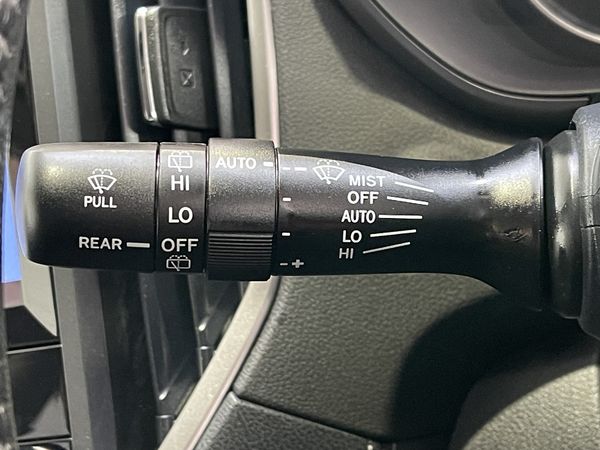 PULL
REAR
HI
LO
OFF
AUTO
- +
MIST
OFF
AUTO
LO
HI